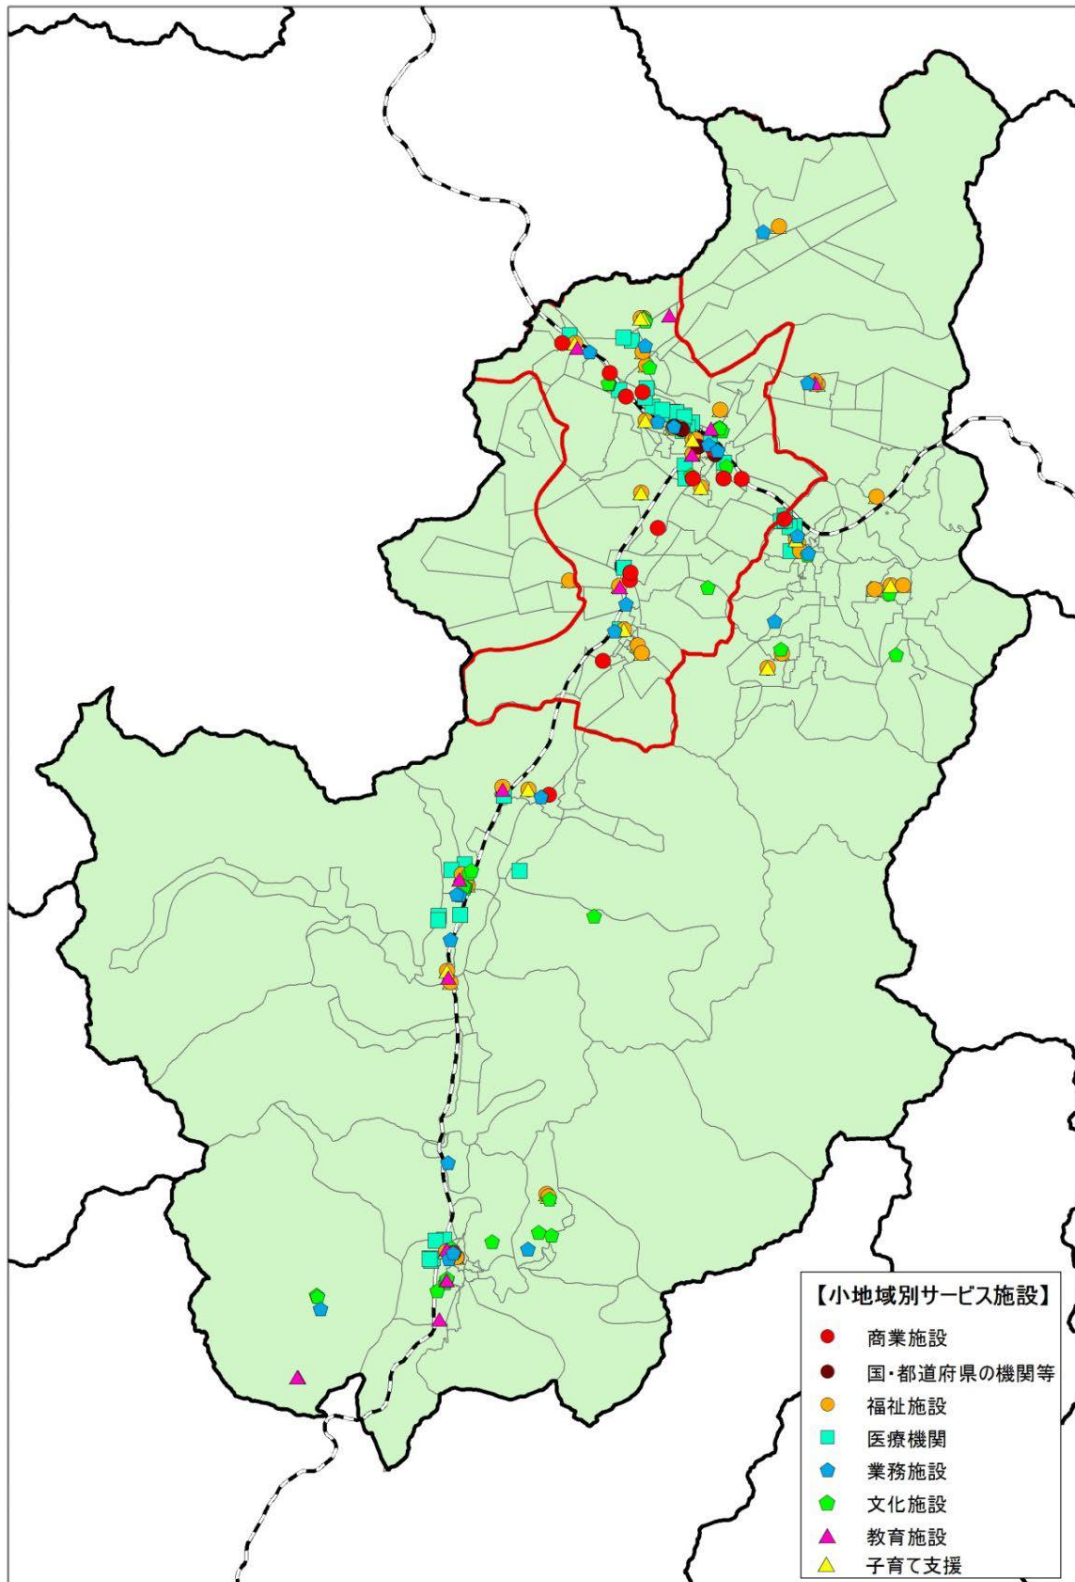 【小地域別サービス施設】
商業施設
国・都道府県の機関等
福祉施設
医療機関
業務施設
文化施設
教育施設
子育て支援